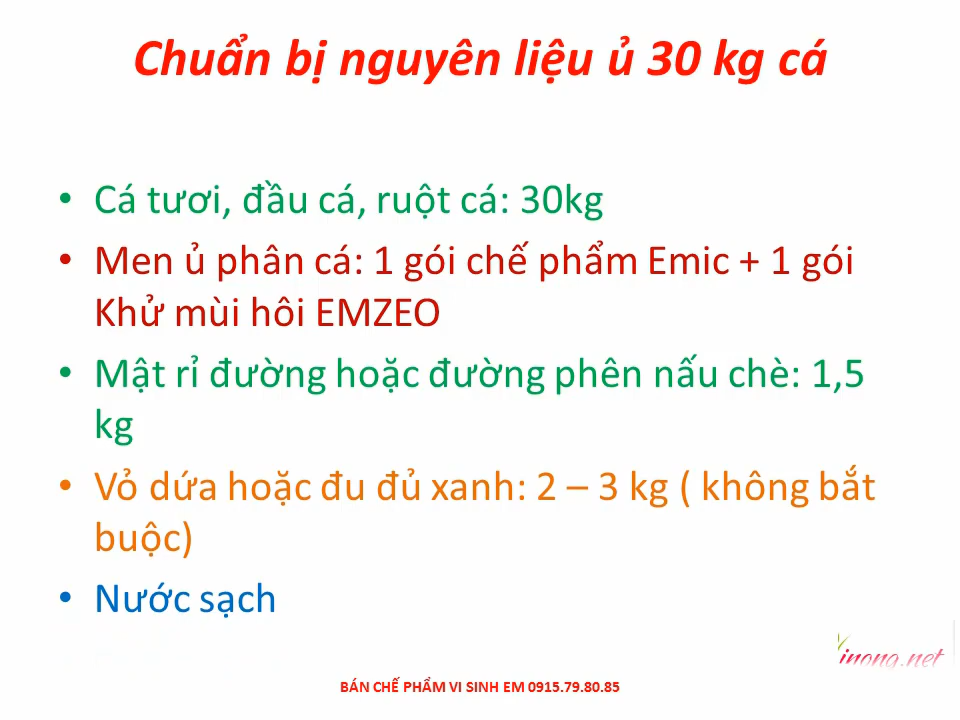 Chuẩn bị nguyên liệu ủ 30 kg cá
• Cá tươi, đầu cá, ruột cá: 30kg
• Men ủ phân cá: 1 gói chế phẩm Emic + 1 gói
Khử mùi hôi EMZEO
• Mật rỉ đường hoặc đường phên nấu chè: 1,5
kg
• Vỏ dứa hoặc đu đủ xanh: 2 – 3 kg ( không bắt
buộc)
• Nước sạch
inong.net
BÁN CHẾ PHẨM VI SINH EM 0915.79.80.85